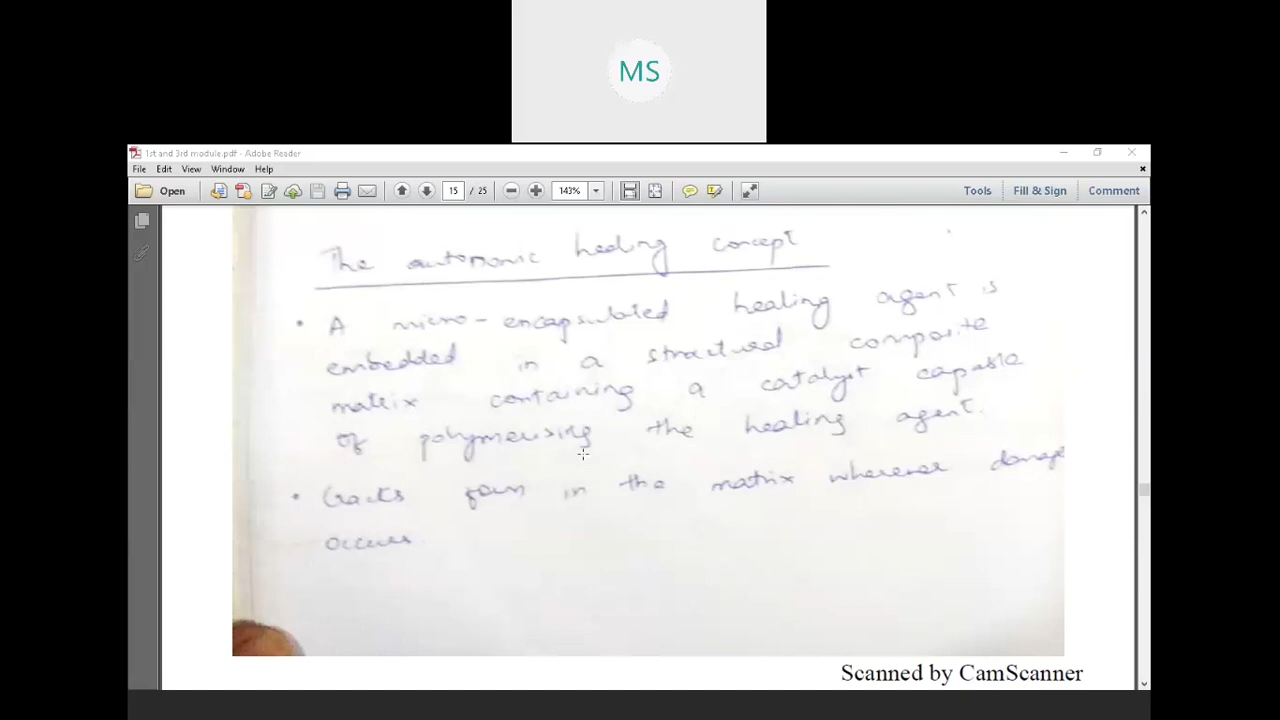 MS
1st and 3rd module.pdf - Adobe Reader
File Edit View Window Help
Open 15 / 25 143% Tools Fill & Sign Comment
The autonomic healing concept
• A micro-encapsulated healing agent is
embedded in a structural composite
matrix containing a catalyst capable
of polymerising the healing agent.
• Cracks form in the matrix wherever damage
occurs.
Scanned by CamScanner